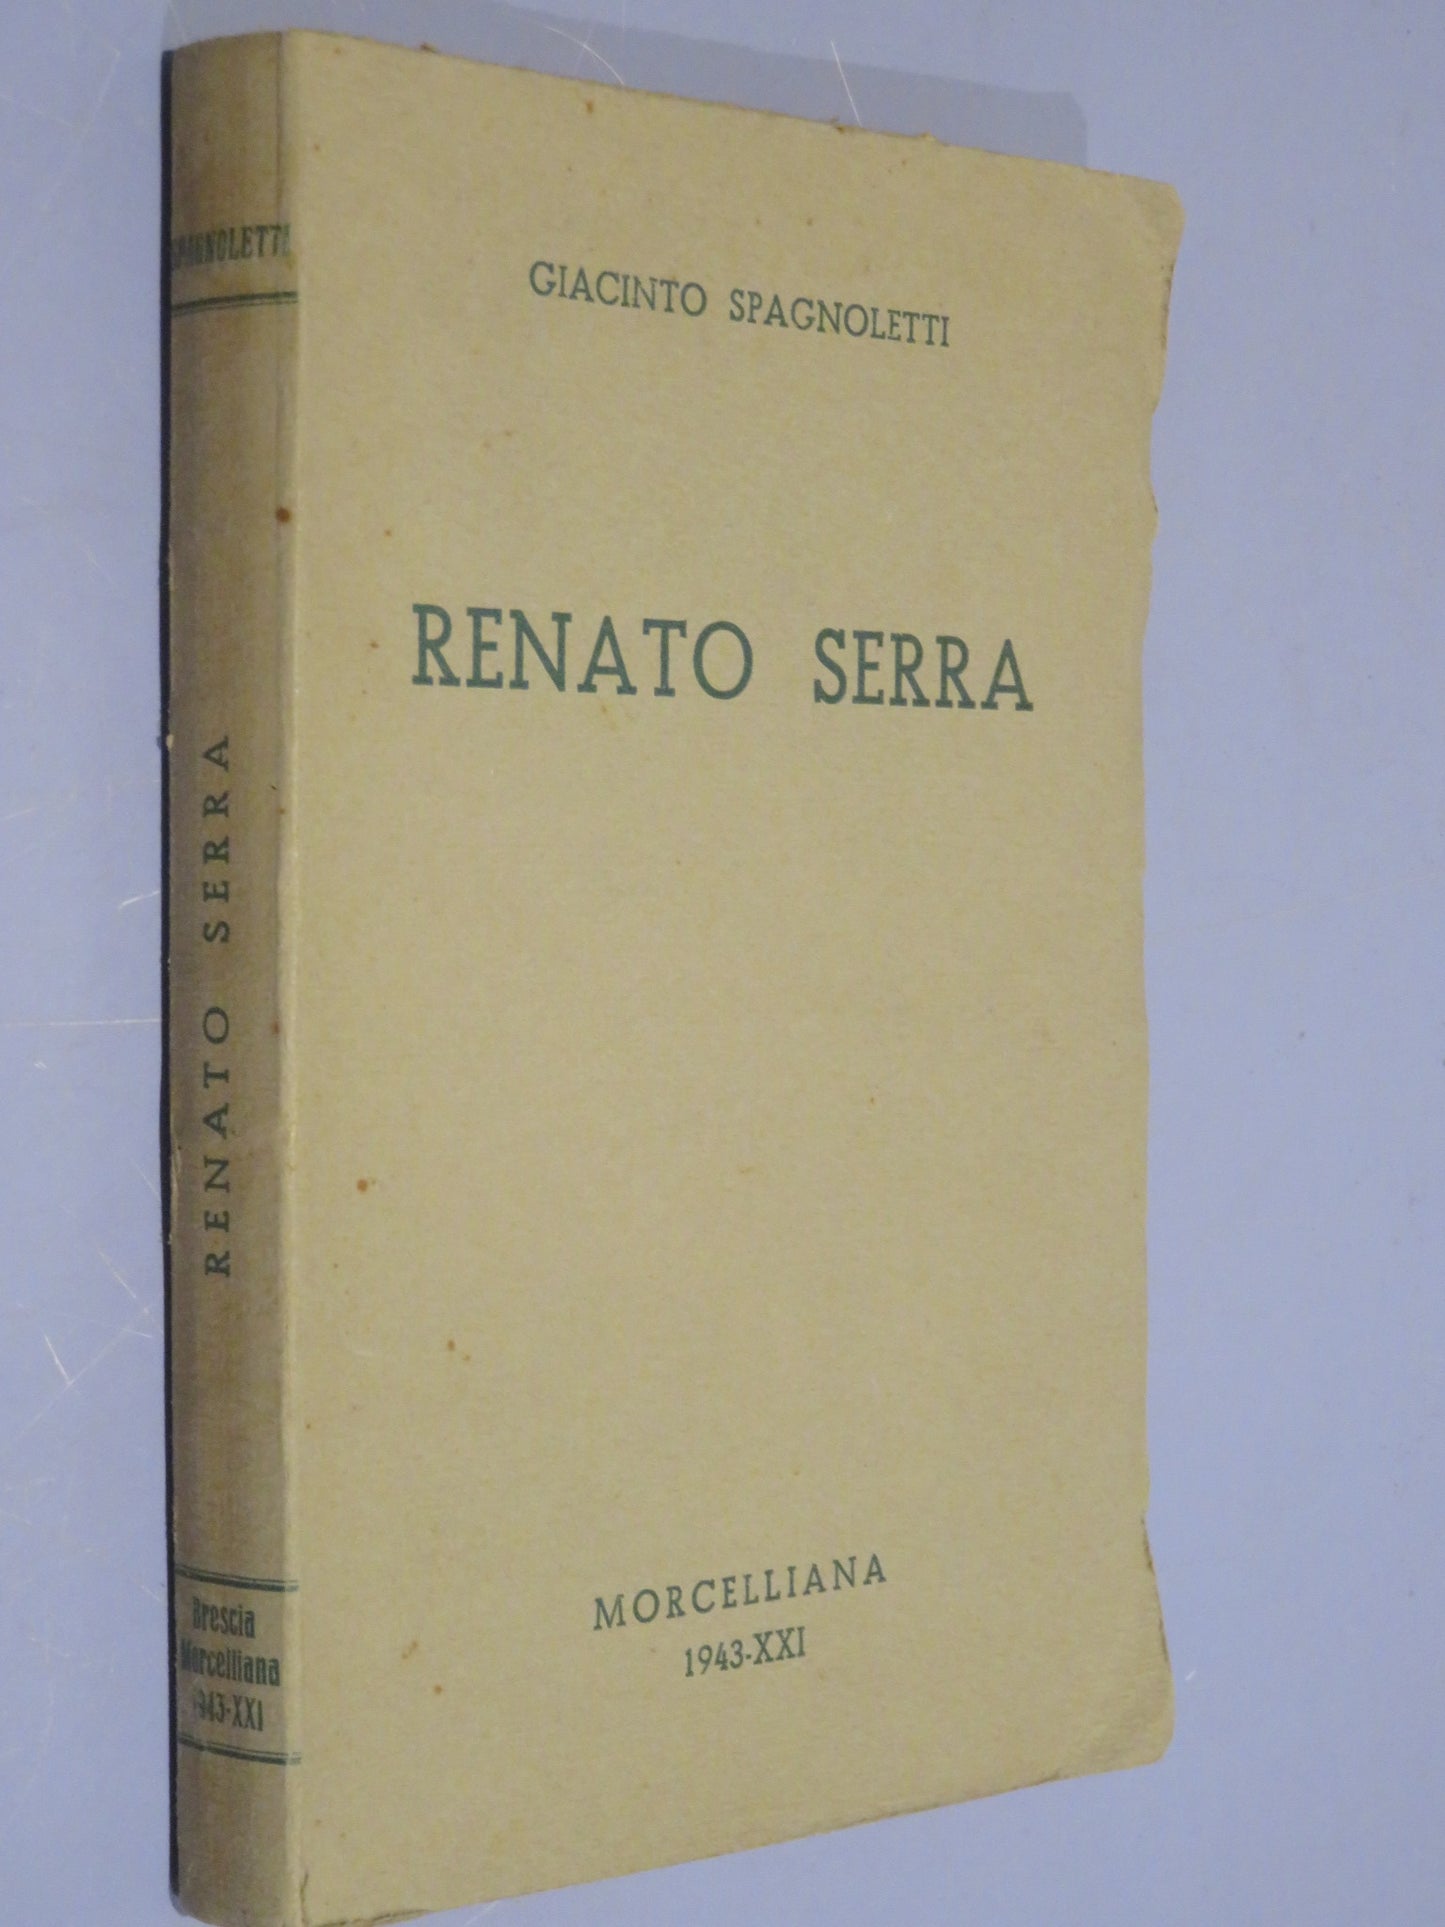 SPAGNOLETTI
RENATO SERRA
Brescia
Morcelliana
1943-XXI
GIACINTO SPAGNOLETTI
RENATO SERRA
MORCELLIANA
1943-XXI